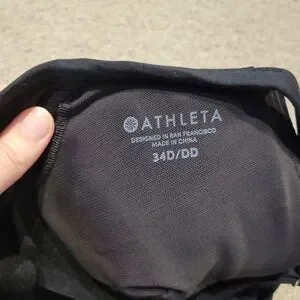 ATHLETA
DESIGNED IN SAN FRANCISCO
MADE IN CHINA
34D/DD